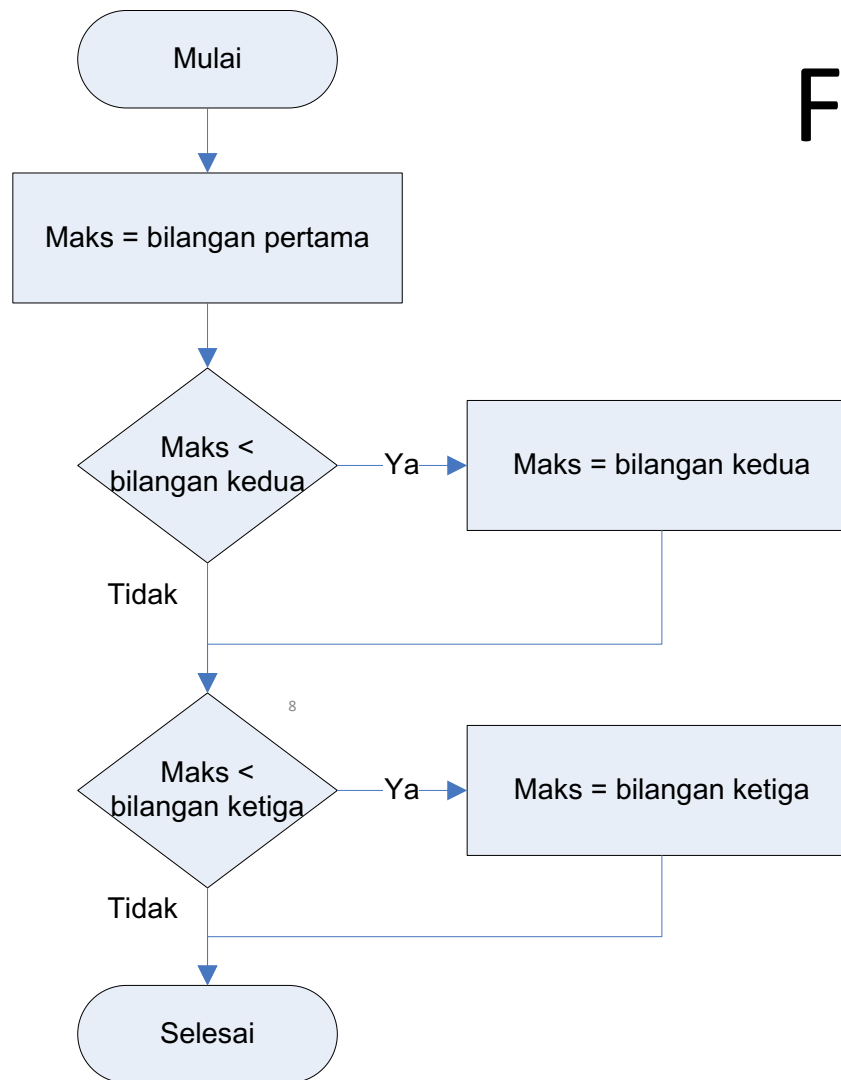 Mulai
F
Maks = bilangan pertama
Maks <
bilangan kedua
Ya
Maks = bilangan kedua
Tidak
8
Maks <
bilangan ketiga
Ya
Maks = bilangan ketiga
Tidak
Selesai